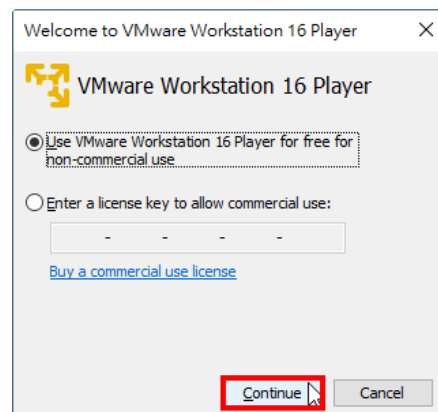 Welcome to VMware Workstation 16 Player
VMware Workstation 16 Player
Use VMware Workstation 16 Player for free for
non-commercial use
Enter a license key to allow commercial use:
- - - -
Buy a commercial use license
Continue
Cancel